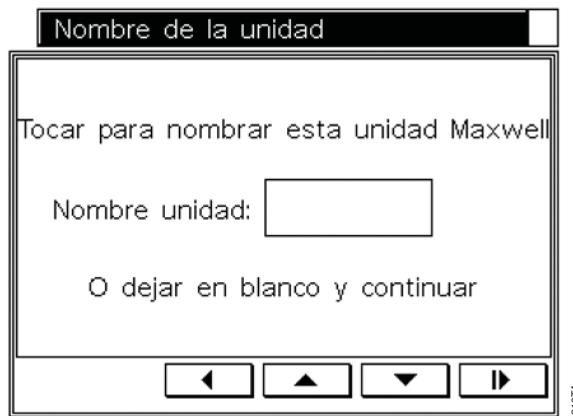 Nombre de la unidad
Tocar para nombrar esta unidad Maxwell
Nombre unidad:
O dejar en blanco y continuar